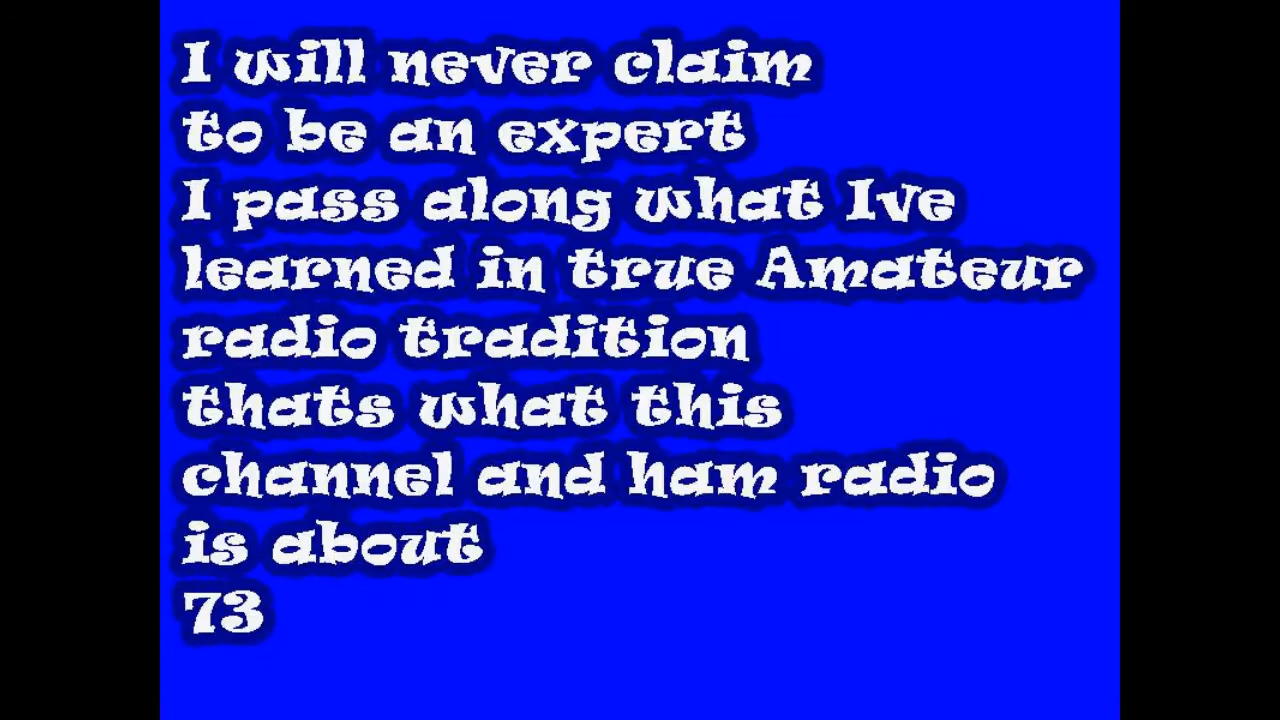 I will never claim
to be an expert
I pass along what Ive
learned in true Amateur
radio tradition
thats what this
channel and ham radio
is about
73